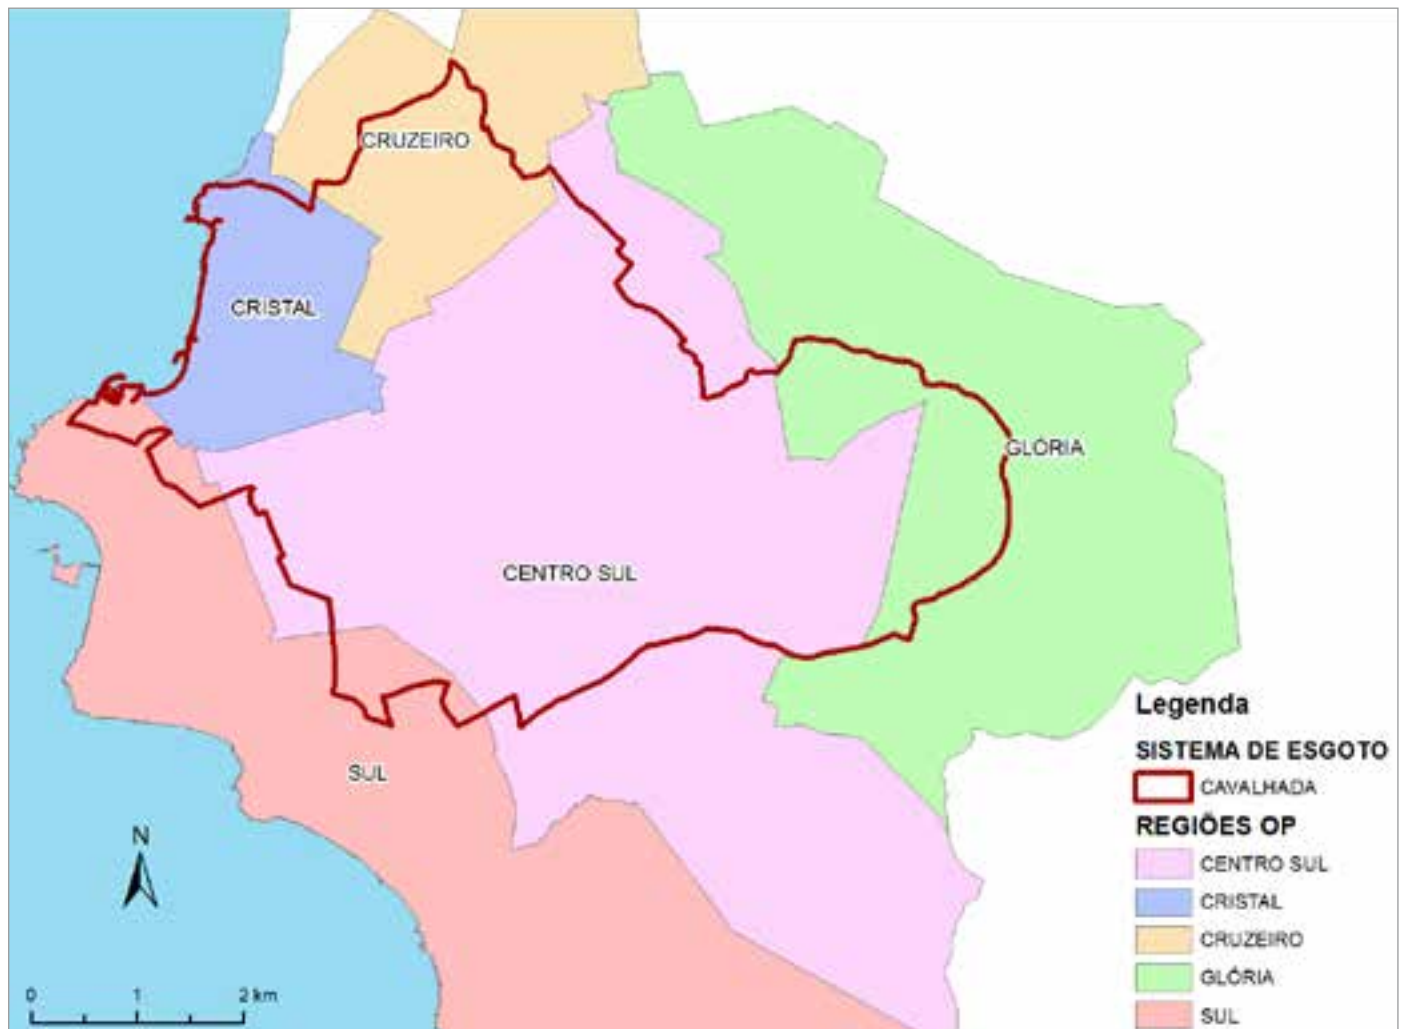 CRUZEIRO
CRISTAL
GLÓRIA
CENTRO SUL
SUL
N
0 1 2 km
Legenda
SISTEMA DE ESGOTO
CAVALHADA
REGIÕES OP
CENTRO SUL
CRISTAL
CRUZEIRO
GLÓRIA
SUL